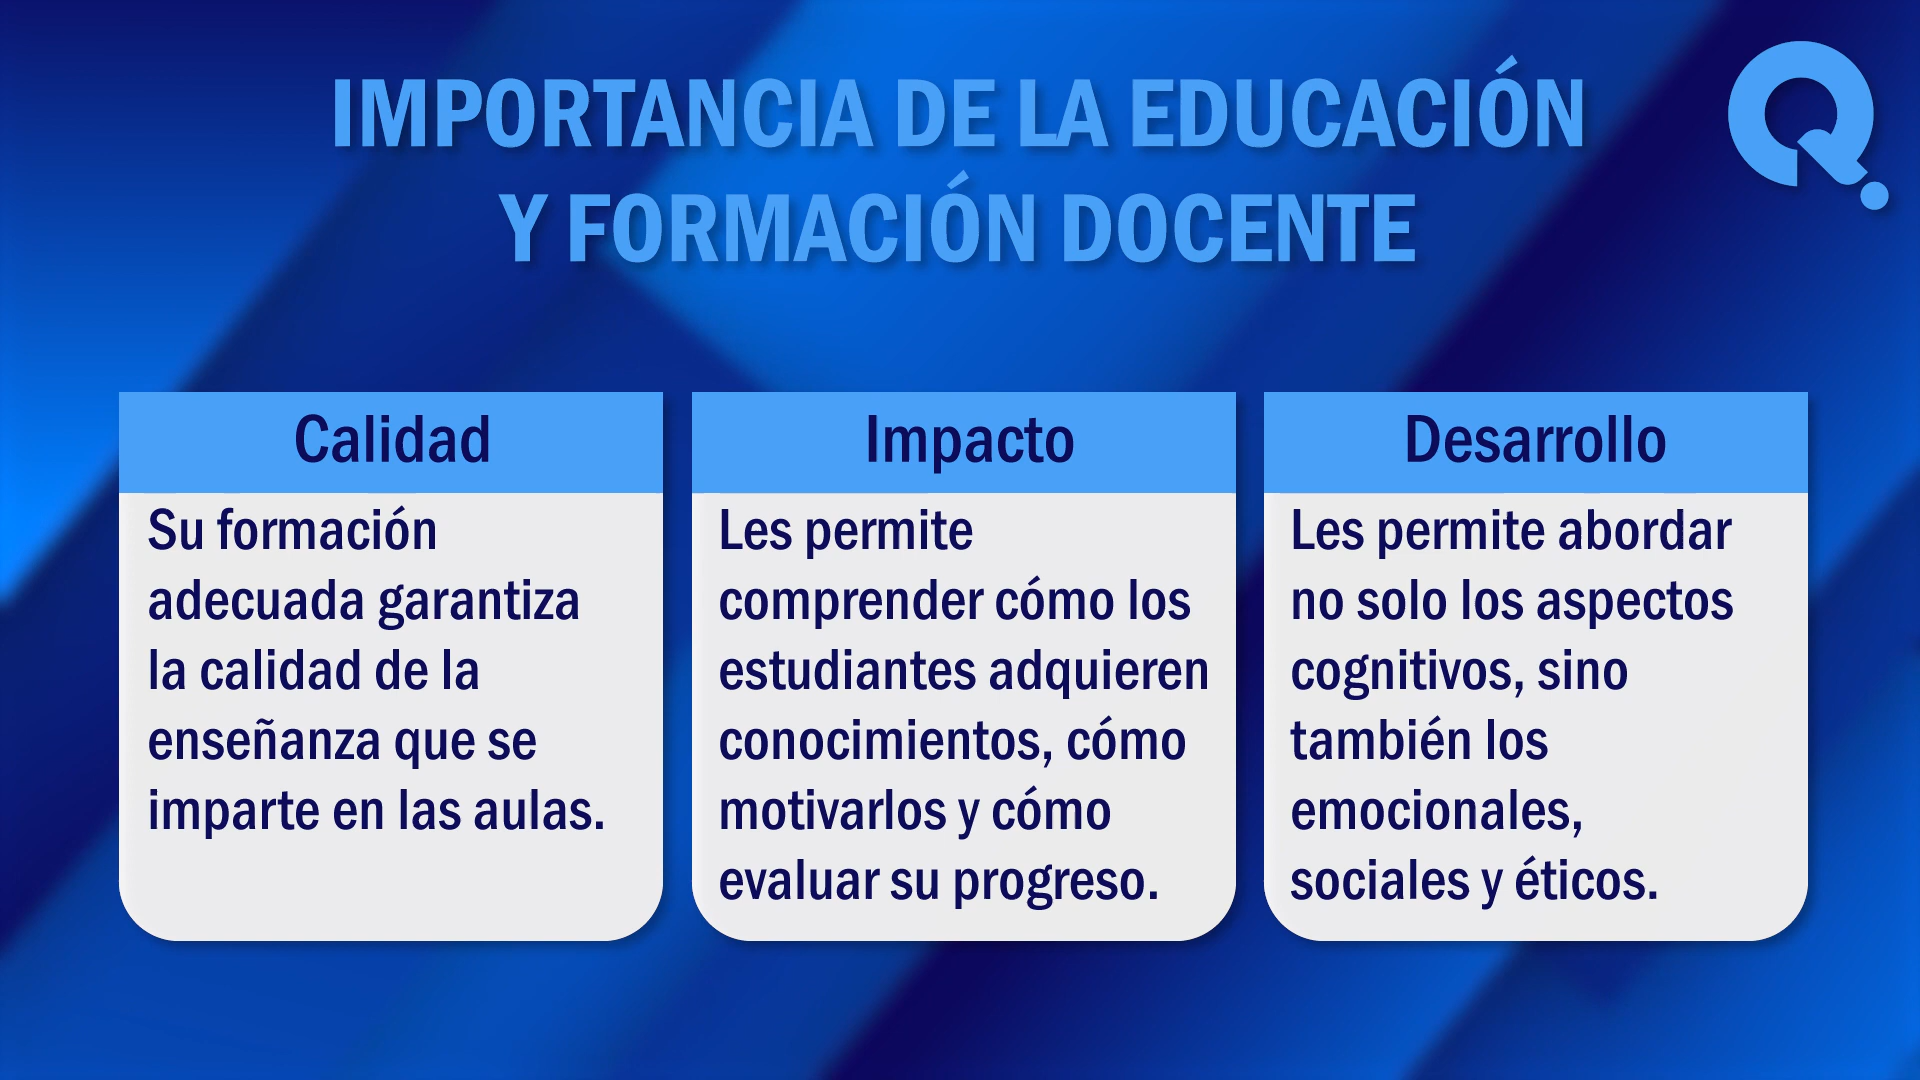 IMPORTANCIA DE LA EDUCACIÓN
Y FORMACIÓN DOCENTE
Q.
Calidad
Su formación
adecuada garantiza
la calidad de la
enseñanza que se
imparte en las aulas.
Impacto
Les permite
comprender cómo los
estudiantes adquieren
conocimientos, cómo
motivarlos y cómo
evaluar su progreso.
Desarrollo
Les permite abordar
no solo los aspectos
cognitivos, sino
también los
emocionales,
sociales y éticos.